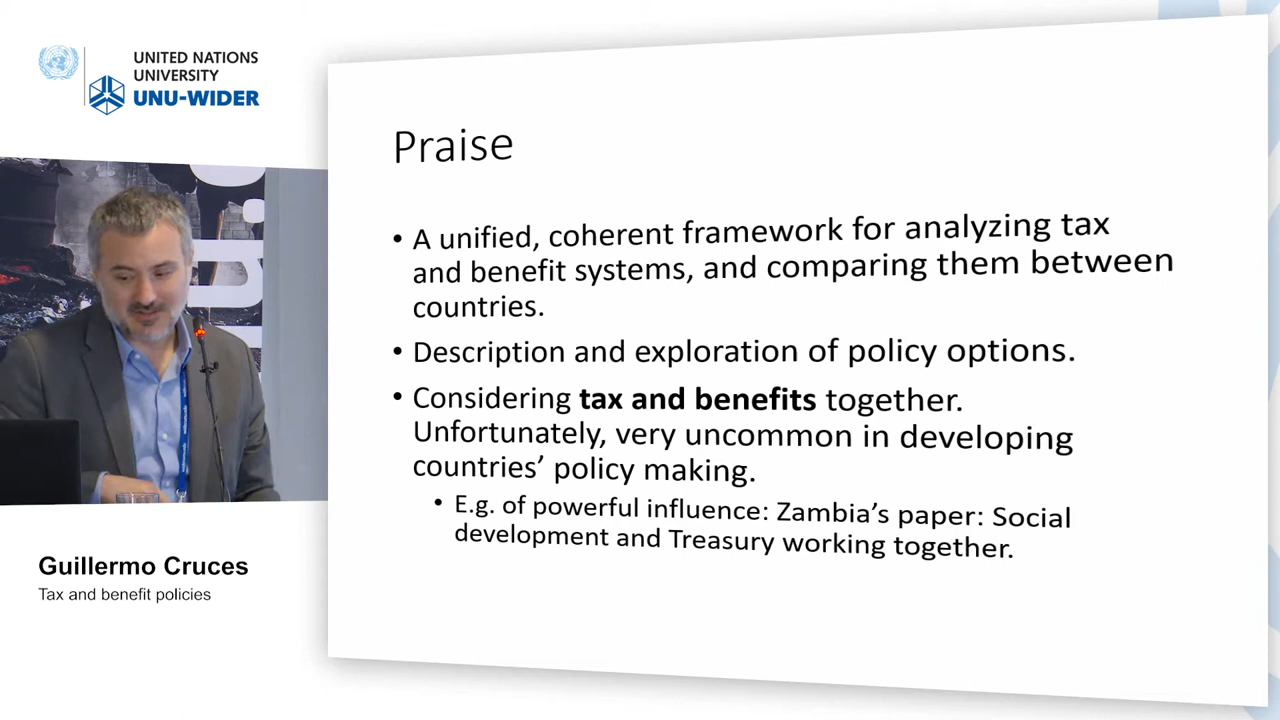 UNITED NATIONS
UNIVERSITY
UNU-WIDER
Guillermo Cruces
Tax and benefit policies
Praise
• A unified, coherent framework for analyzing tax
and benefit systems, and comparing them between
countries.
• Description and exploration of policy options.
• Considering tax and benefits together.
Unfortunately, very uncommon in developing
countries’ policy making.
• E.g. of powerful influence: Zambia’s paper: Social
development and Treasury working together.